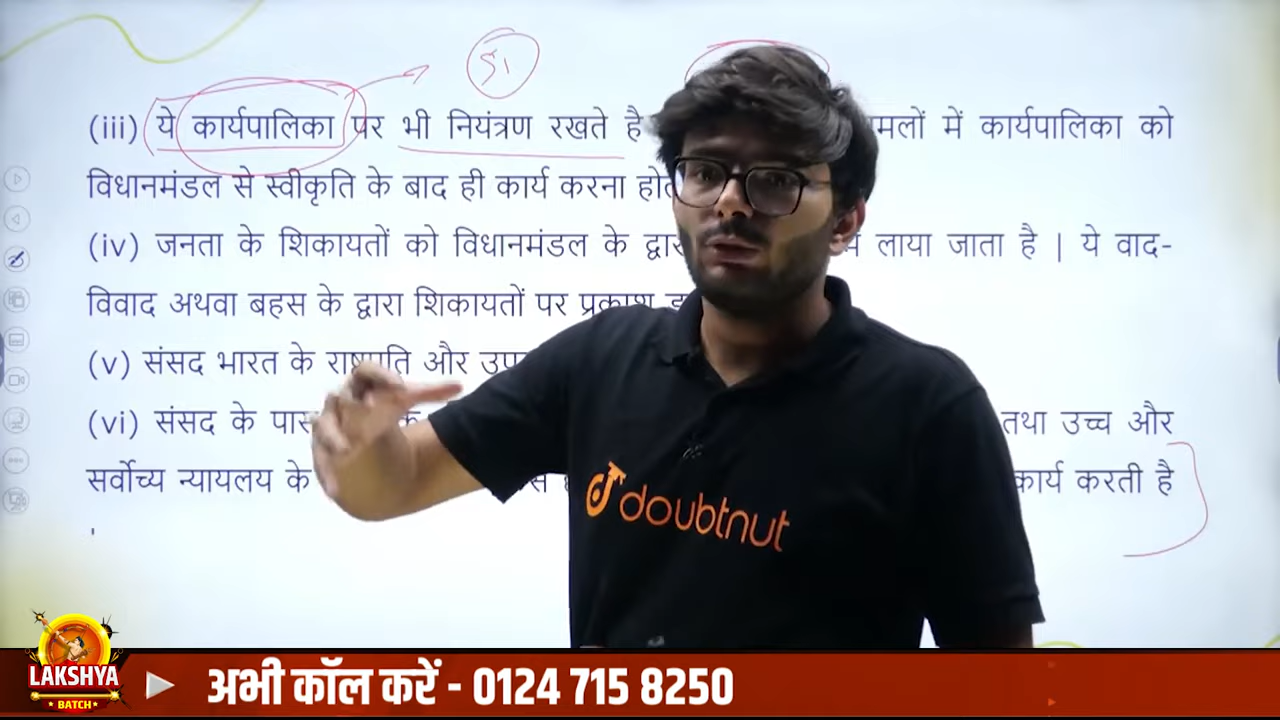 (iii) ये कार्यपालिका पर भी नियंत्रण रखते है मलों में कार्यपालिका को
विधानमंडल से स्वीकृति के बाद ही कार्य करना
(iv) जनता के शिकायतों को विधानमंडल के लाया जाता है | ये वाद-
विवाद अथवा बहस के द्वारा शिकायतों पर प्रकाश
(v) संसद भारत के राष्ट्रपति और
(vi) संसद के पास तथा उच्च और
सर्वोच्य न्यायलय के कार्य करती है
doubtnut
LAKSHYA
BATCH
अभी कॉल करें - 0124 715 8250